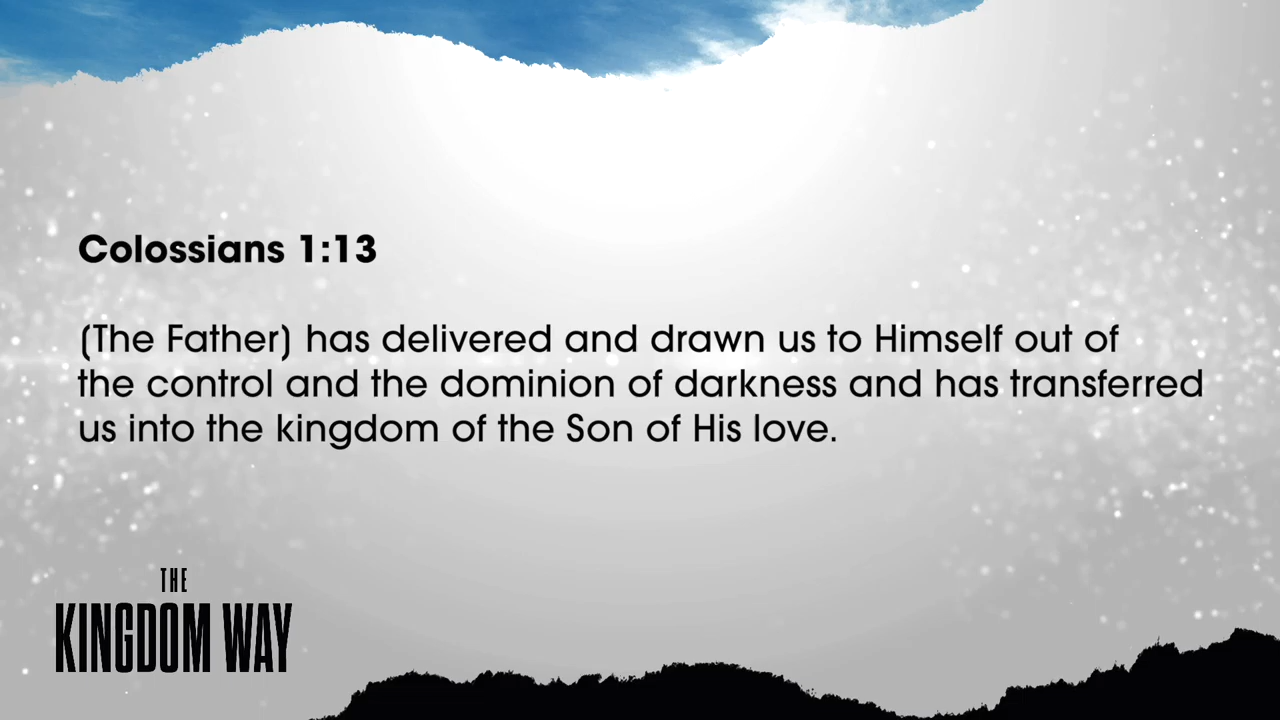 Colossians 1:13
(The Father) has delivered and drawn us to Himself out of
the control and the dominion of darkness and has transferred
us into the kingdom of the Son of His love.
THE
KINGDOM WAY